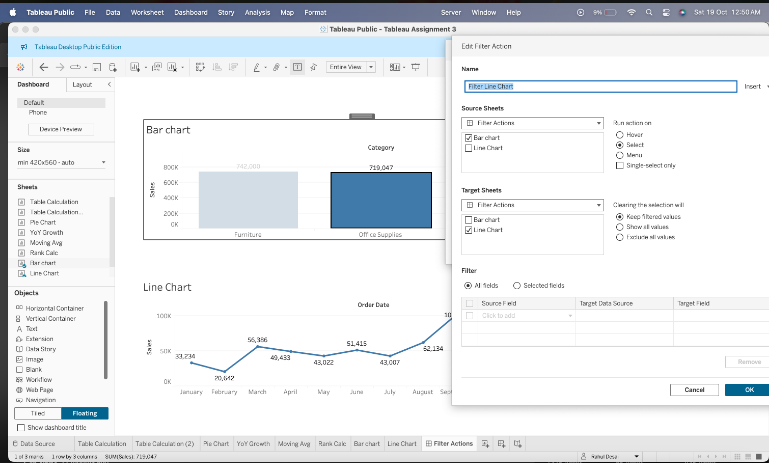 Tableau Public File Data Worksheet Dashboard Story Analysis Map Format Server Window Help 9% Sat 19 Oct 12:50 AM
Tableau Public - Tableau Assignment 3
Tableau Desktop Public Edition
Entire View
Dashboard Layout
Default
Phone
Device Preview
Size
min 420x560 - auto
Sheets
Table Calculation
Table Calculation...
Pie Chart
YoY Growth
Moving Avg
Rank Calc
Bar chart
Line Chart
Objects
Horizontal Container
Vertical Container
A Text
Extension
Data Story
Image
Blank
Workflow
Web Page
Navigation
Tiled Floating
Show dashboard title
Bar chart
Category
800K
600K
400K
200K
0K
Sales
742,000
719,047
Furniture
Office Supplies
Line Chart
Order Date
100K
50K
0K
Sales
33,234
20,642
56,386
49,433
43,022
51,415
43,007
62,134
10
January February March April May June July August Sept
3
Edit Filter Action
Name
Filter Line Chart
Insert
Source Sheets
Filter Actions
Bar chart
Line Chart
Run action on
Hover
Select
Menu
Single-select only
Target Sheets
Filter Actions
Bar chart
Line Chart
Clearing the selection will
Keep filtered values
Show all values
Exclude all values
Filter
All fields Selected fields
Source Field Target Data Source Target Field
Click to add
Remove
Cancel OK
Data Source Table Calculation Table Calculation (2) Pie Chart YoY Growth Moving Avg Rank Calc Bar chart Line Chart Filter Actions
1 of 3 marks 1 row by 3 columns SUM(Sales): 719,047 Rahul Desai